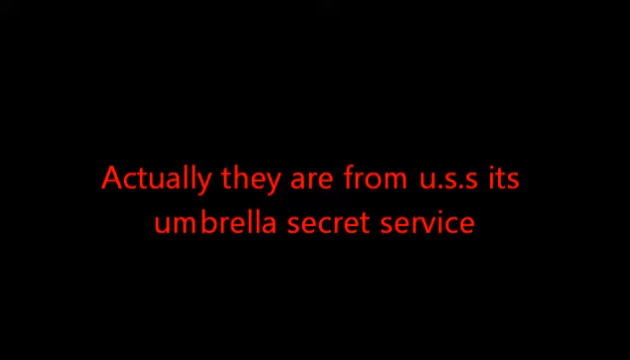 Actually they are from u.s.s its
umbrella secret service